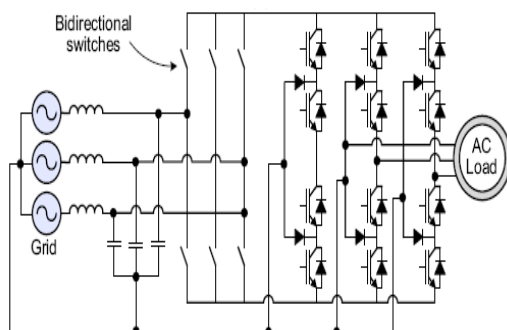 Bidirectional
switches
Grid
AC
Load